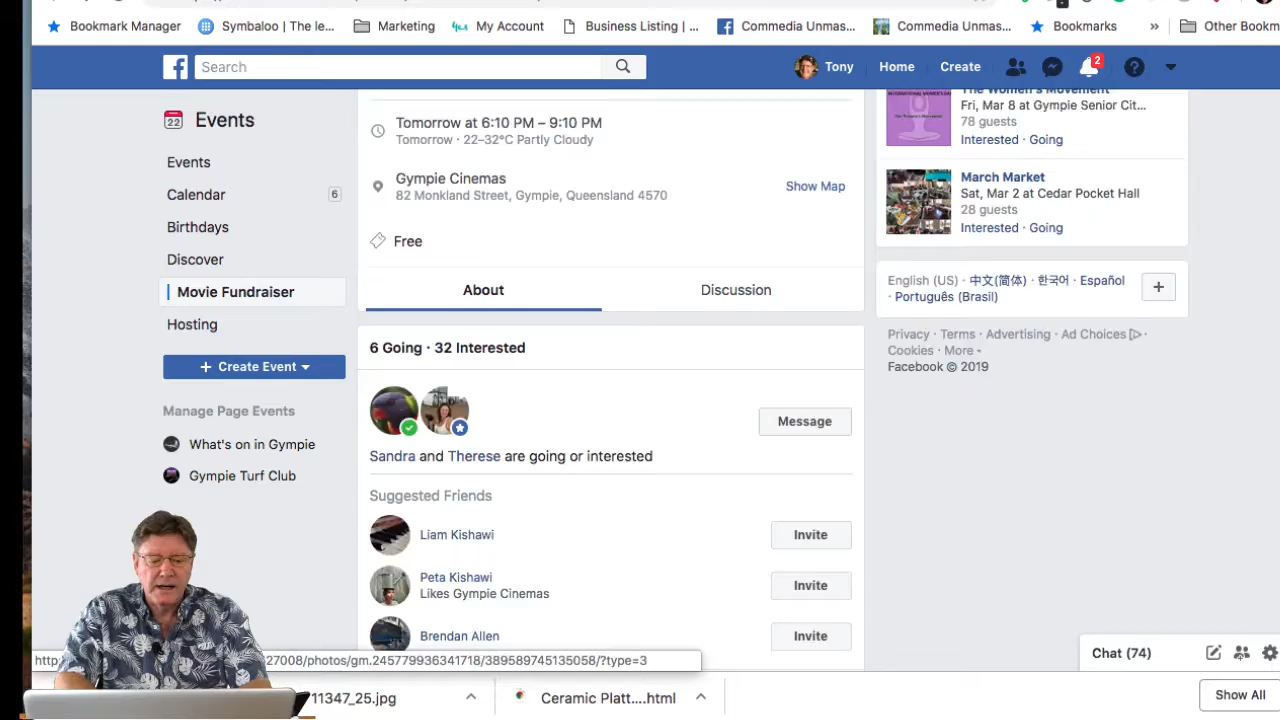 Bookmark Manager
Symbaloo | The le...
Marketing
My Account
Business Listing | ...
Commedia Unmas...
Commedia Unmas...
Bookmarks
»
Other Bookm
Search
Tony
Home
Create
2
Events
22
Events
Calendar
6
Birthdays
Discover
Movie Fundraiser
Hosting
+ Create Event
Manage Page Events
What's on in Gympie
Gympie Turf Club
Tomorrow at 6:10 PM – 9:10 PM
Tomorrow · 22–32°C Partly Cloudy
Gympie Cinemas
82 Monkland Street, Gympie, Queensland 4570
Show Map
Free
About
Discussion
6 Going · 32 Interested
Message
Sandra and Therese are going or interested
Suggested Friends
Liam Kishawi
Invite
Peta Kishawi
Likes Gympie Cinemas
Invite
Brendan Allen
Invite
The Women's Movement
Fri, Mar 8 at Gympie Senior Cit...
78 guests
Interested · Going
March Market
Sat, Mar 2 at Cedar Pocket Hall
28 guests
Interested · Going
English (US) · 中文(简体) · 한국어 · Español
· Português (Brasil)
+
Privacy · Terms · Advertising · Ad Choices ·
Cookies · More
Facebook © 2019
Chat (74)
27008/photos/gm.245779936341718/389589745135058/?type=3
11347_25.jpg
Ceramic Platt....html
Show All